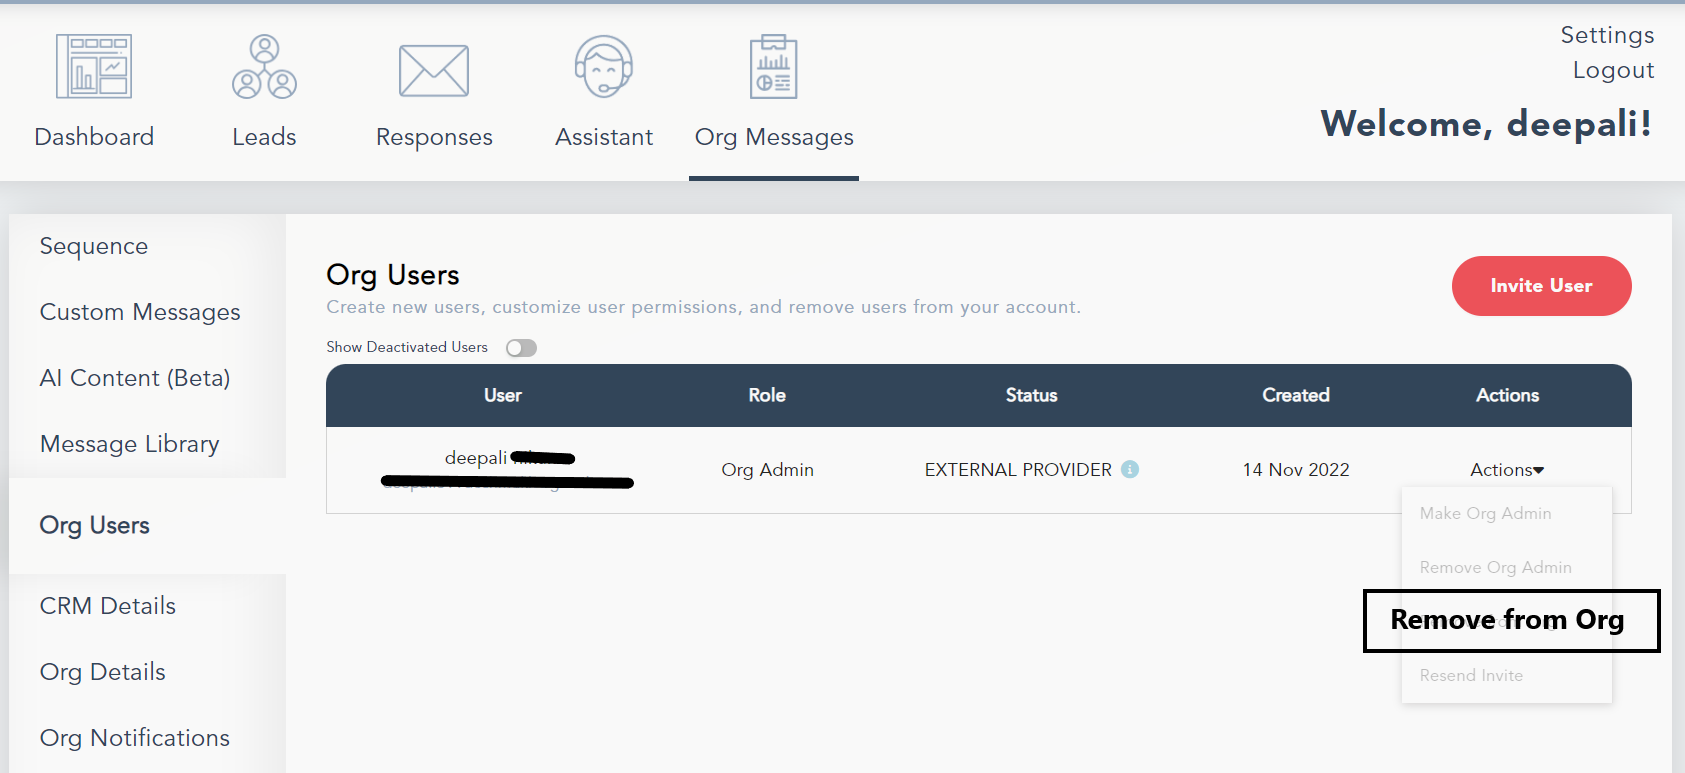 Settings
Logout
Welcome, deepali!
Dashboard
Leads
Responses
Assistant
Org Messages
Sequence
Custom Messages
AI Content (Beta)
Message Library
Org Users
CRM Details
Org Details
Org Notifications
Org Users
Create new users, customize user permissions, and remove users from your account.
Invite User
Show Deactivated Users
User Role Status Created Actions
deepali
Org Admin EXTERNAL PROVIDER 14 Nov 2022 Actions
Make Org Admin
Remove Org Admin
Remove from Org
Resend Invite